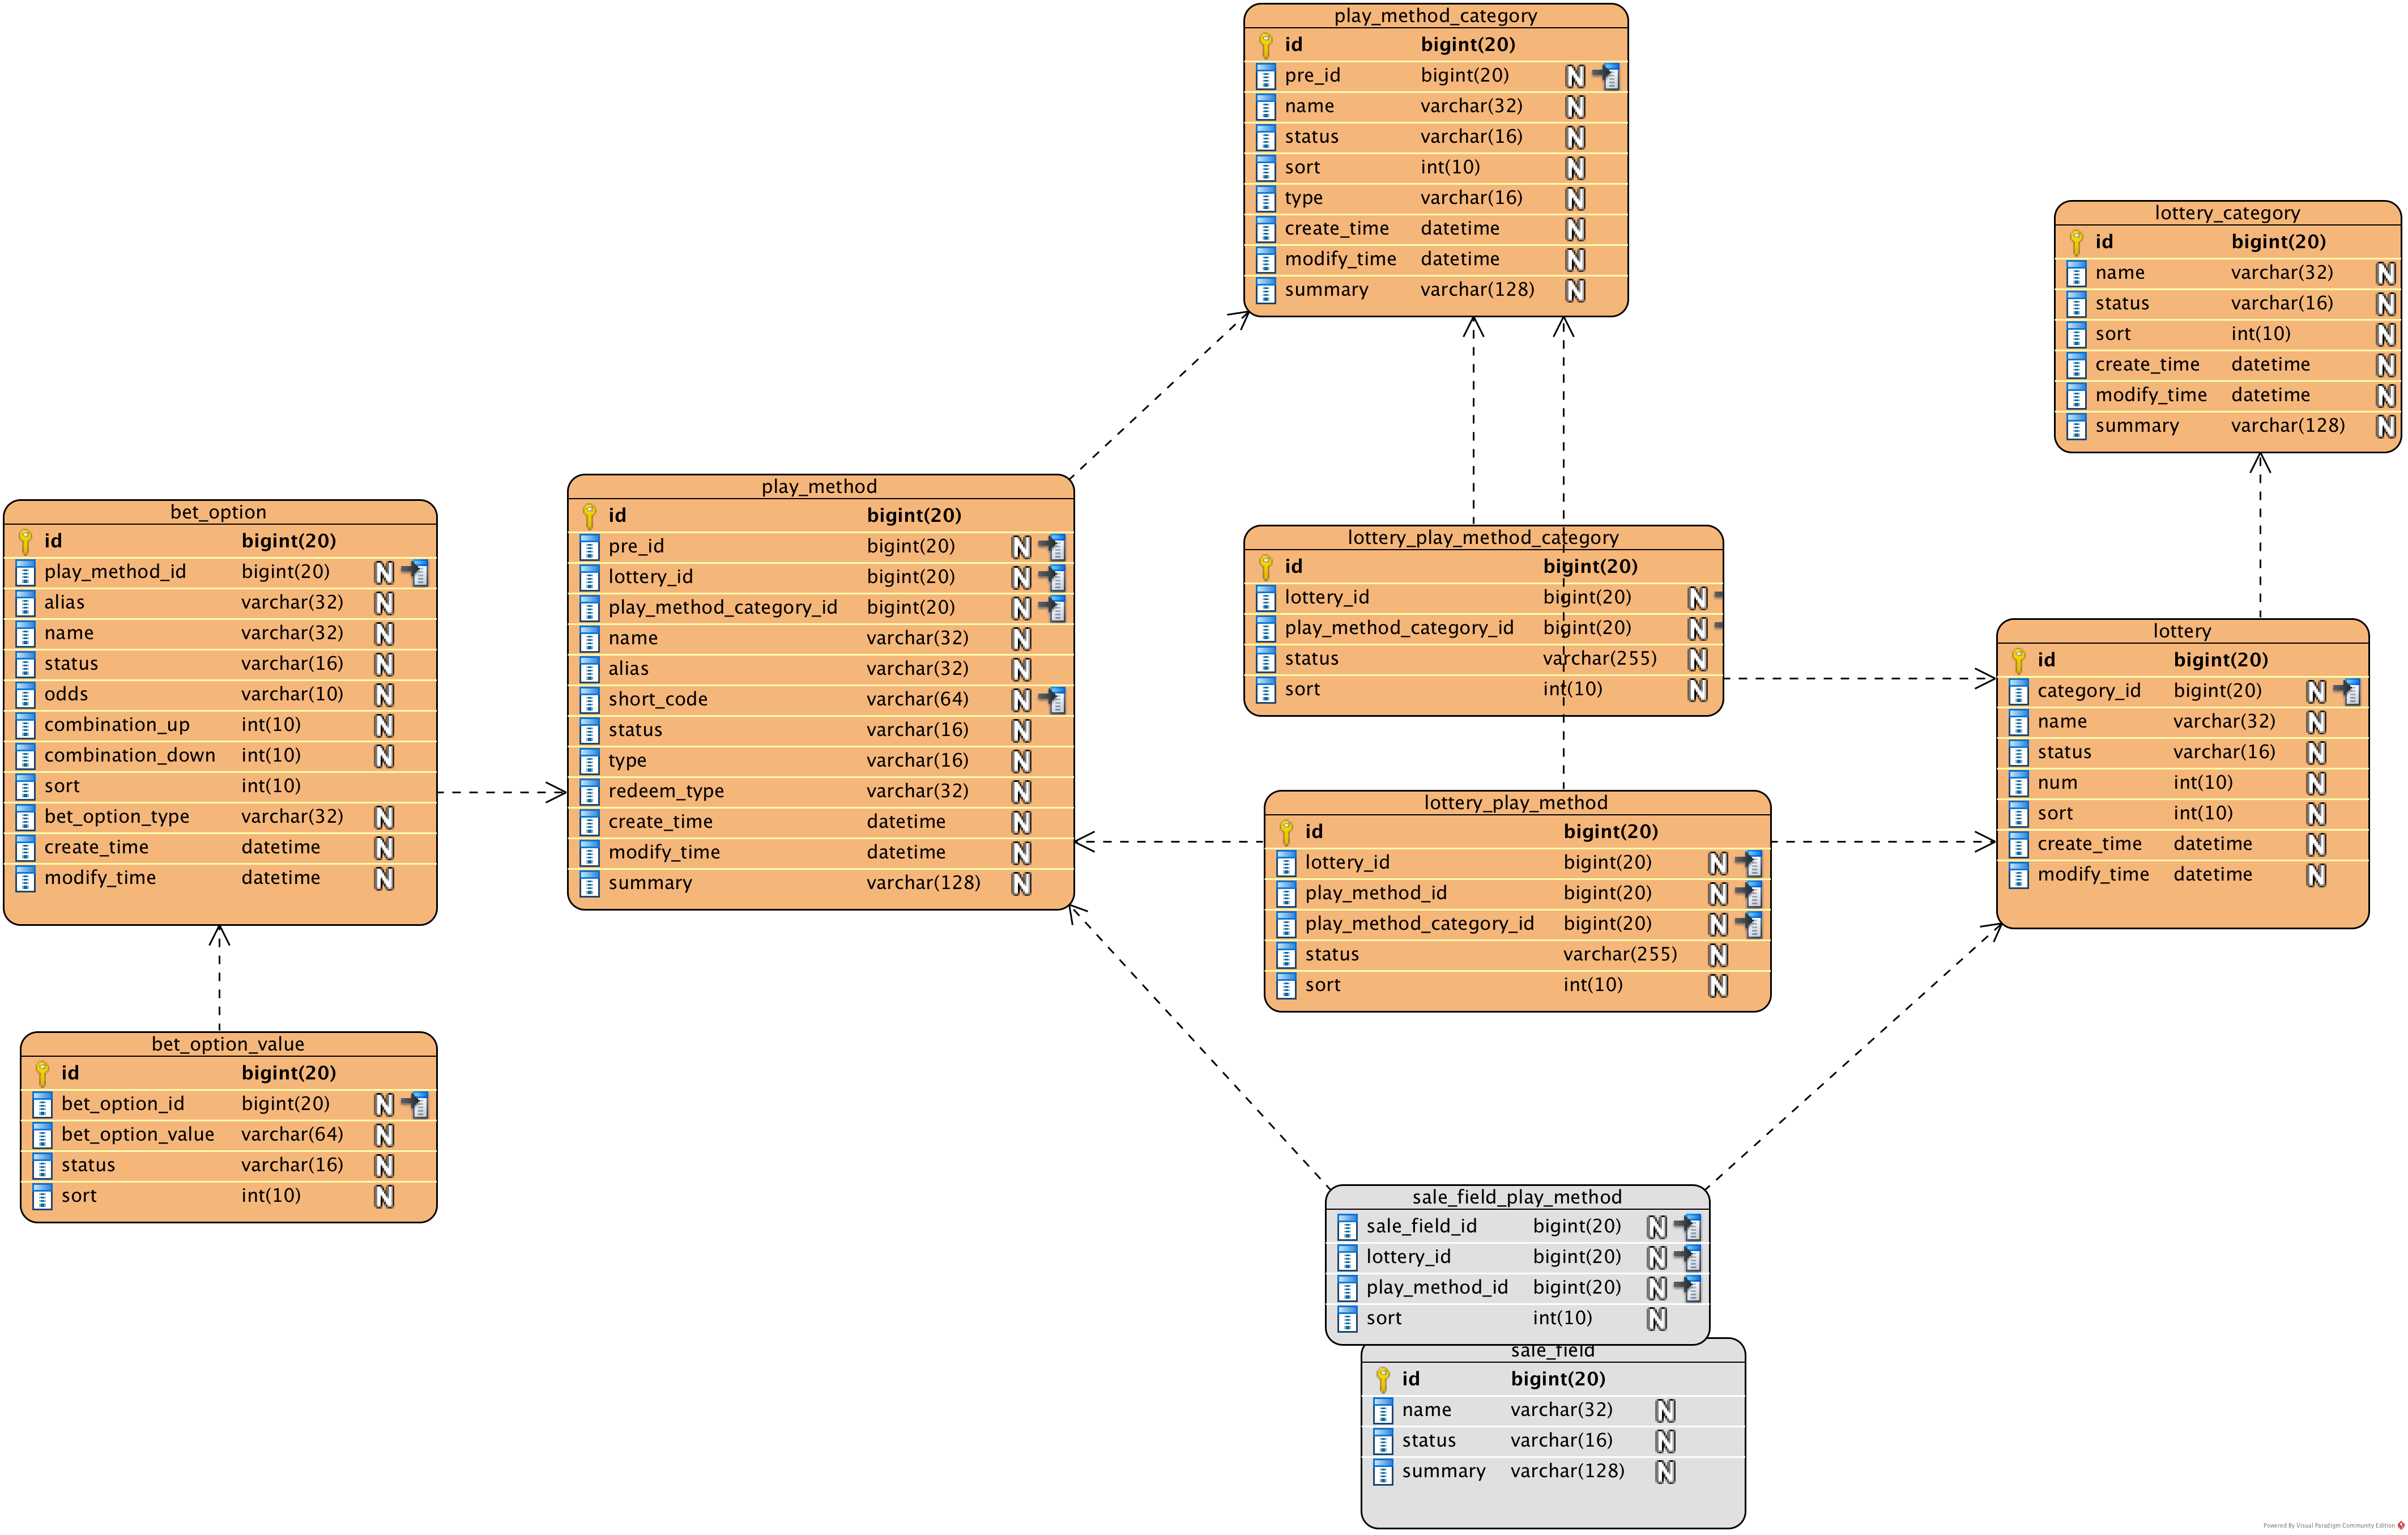 play_method_category
id bigint(20)
pre_id bigint(20) N
name varchar(32) N
status varchar(16) N
sort int(10) N
type varchar(16) N
create_time datetime N
modify_time datetime N
summary varchar(128) N
lottery_category
id bigint(20)
name varchar(32) N
status varchar(16) N
sort int(10) N
create_time datetime N
modify_time datetime N
summary varchar(128) N
bet_option
id bigint(20)
play_method_id bigint(20) N
alias varchar(32) N
name varchar(32) N
status varchar(16) N
odds varchar(10) N
combination_up int(10) N
combination_down int(10) N
sort int(10)
bet_option_type varchar(32) N
create_time datetime N
modify_time datetime N
play_method
id bigint(20)
pre_id bigint(20) N
lottery_id bigint(20) N
play_method_category_id bigint(20) N
name varchar(32) N
alias varchar(32) N
short_code varchar(64) N
status varchar(16) N
type varchar(16) N
redeem_type varchar(32) N
create_time datetime N
modify_time datetime N
summary varchar(128) N
lottery_play_method_category
id bigint(20)
lottery_id bigint(20) N
play_method_category_id bigint(20) N
status varchar(255) N
sort int(10) N
lottery
id bigint(20)
category_id bigint(20) N
name varchar(32) N
status varchar(16) N
num int(10) N
sort int(10) N
create_time datetime N
modify_time datetime N
lottery_play_method
id bigint(20)
lottery_id bigint(20) N
play_method_id bigint(20) N
play_method_category_id bigint(20) N
status varchar(255) N
sort int(10) N
bet_option_value
id bigint(20)
bet_option_id bigint(20) N
bet_option_value varchar(64) N
status varchar(16) N
sort int(10) N
sale_field_play_method
sale_field_id bigint(20) N
lottery_id bigint(20) N
play_method_id bigint(20) N
sort int(10) N
sale_field
id bigint(20)
name varchar(32) N
status varchar(16) N
summary varchar(128) N
Powered By Visual Paradigm Community Edition